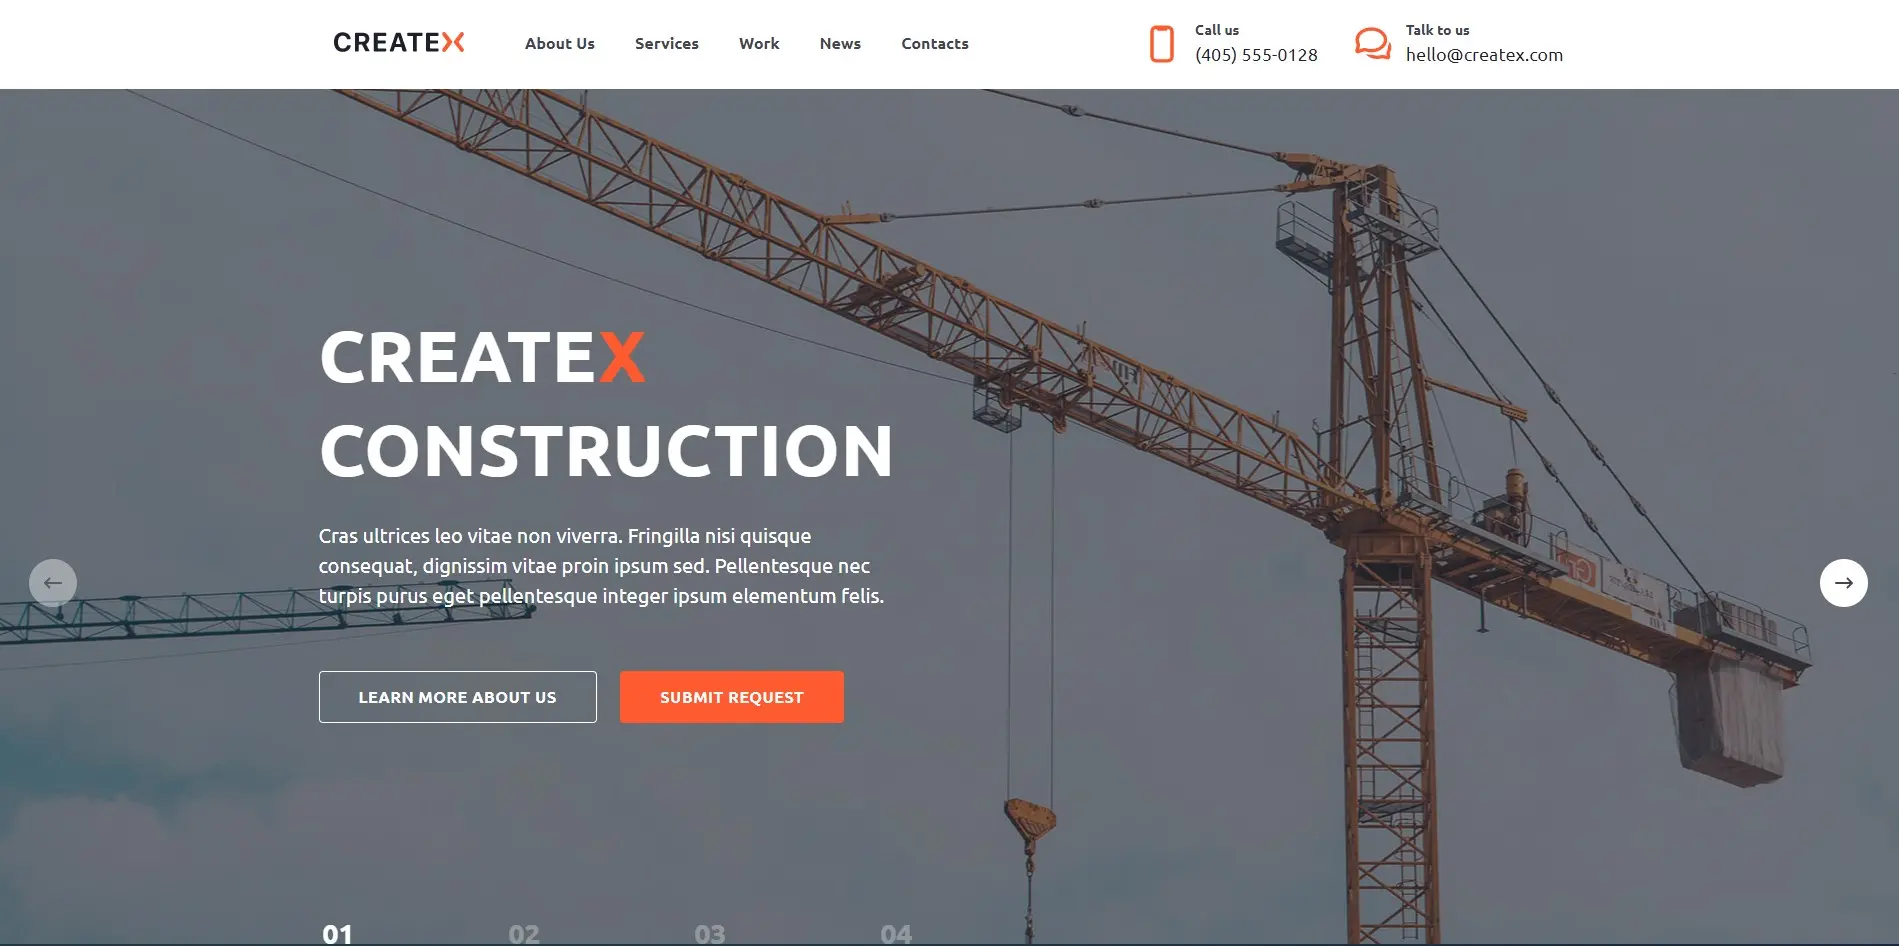 CREATEX
About Us
Services
Work
News
Contacts
Call us
(405) 555-0128
Talk to us
hello@createx.com
CREATEX
CONSTRUCTION
Cras ultrices leo vitae non viverra. Fringilla nisi quisque
consequat, dignissim vitae proin ipsum sed. Pellentesque nec
turpis purus eget pellentesque integer ipsum elementum felis.
LEARN MORE ABOUT US
SUBMIT REQUEST
01
02
03
04